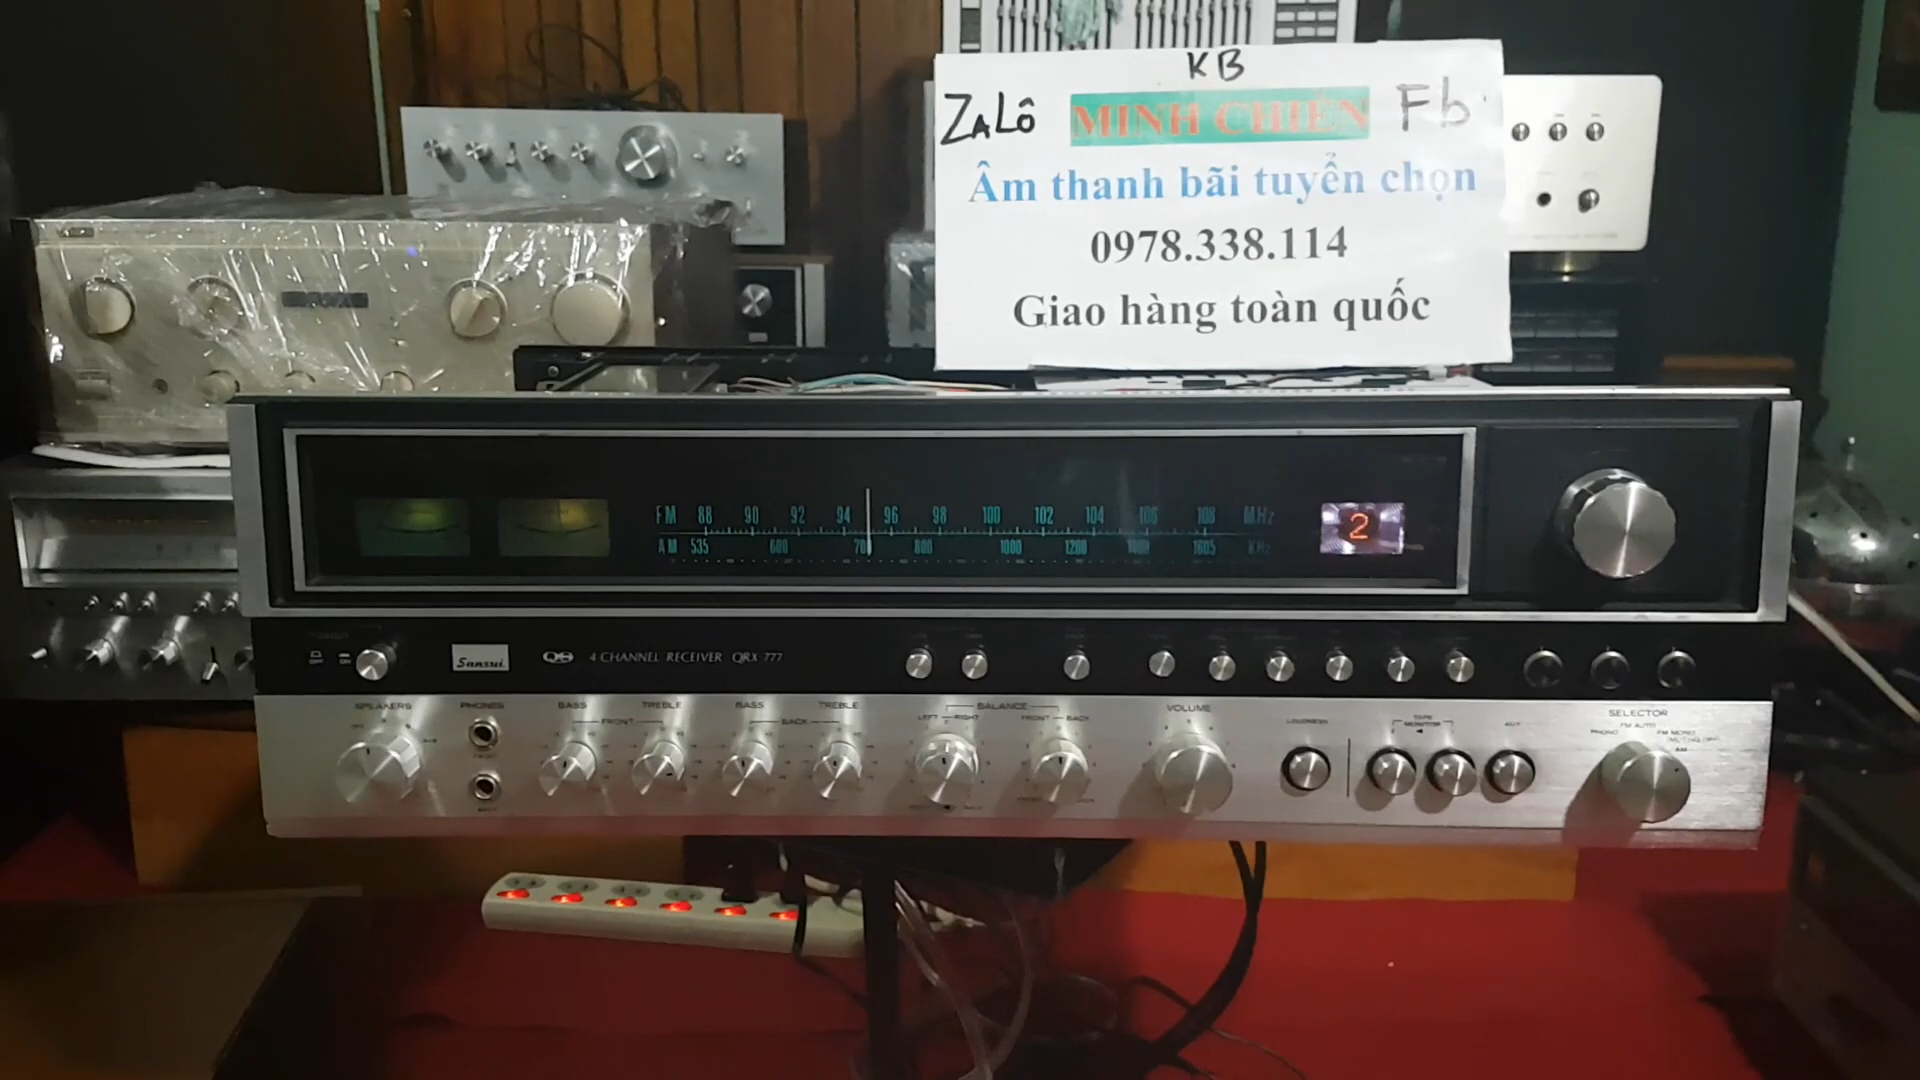 KB
ZaLô MINH CHIẾN Fb
Âm thanh bãi tuyển chọn
0978.338.114
Giao hàng toàn quốc
FM 88 90 92 94 96 98 100 102 104 106 108 MHz
AM 535 600 700 800 1000 1200 1400 1605 KHz
2
OFF ON
Sansui QS 4 CHANNEL RECEIVER QRX 777
SPEAKERS PHONES BASS FRONT TREBLE BASS BACK TREBLE BALANCE LEFT RIGHT FRONT BACK VOLUME LOUDNESS TAPE MONITOR AUX SELECTOR
PHONO FM AUTO FM MONO AM